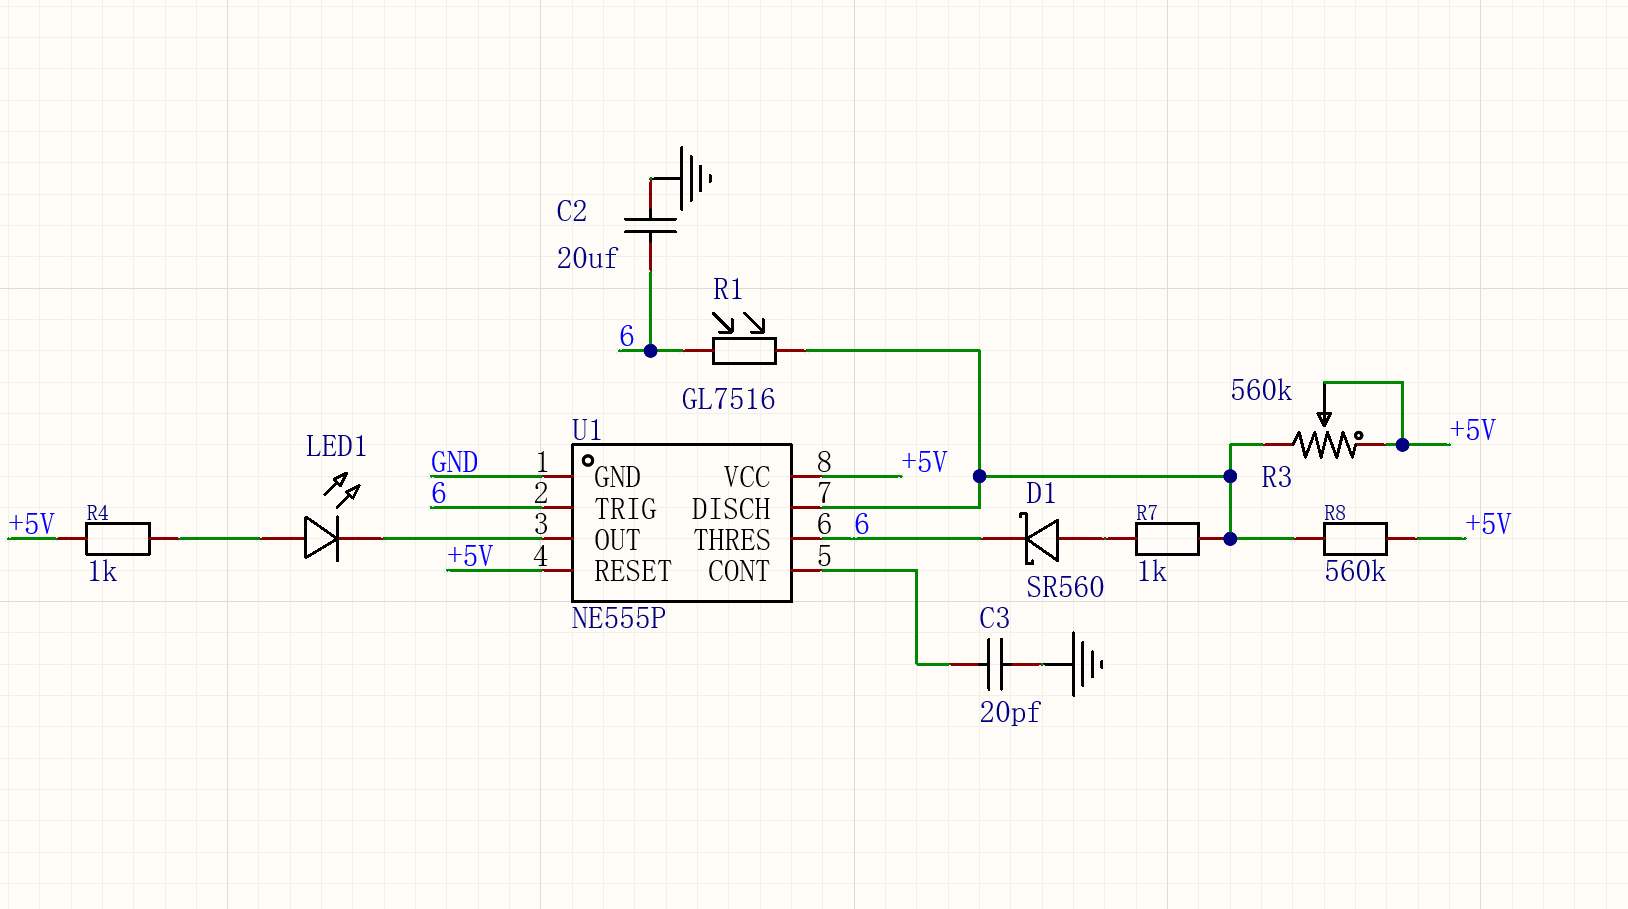 C2
20uf
R1
6
GL7516
560k
+5V
R3
U1
LED1
GND 1 GND VCC 8 +5V
6 2 TRIG DISCH 7
+5V R4 3 OUT THRES 6 6 D1 R7 R8 +5V
1k +5V 4 RESET CONT 5 SR560 1k 560k
NE555P
C3
20pf